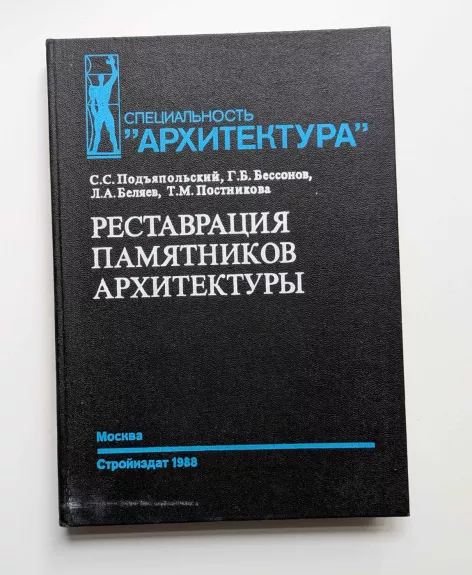 СПЕЦИАЛЬНОСТЬ
"АРХИТЕКТУРА"
С.С. Подъяпольский, Г.Б. Бессонов,
Л.А. Беляев, Т.М. Постникова
РЕСТАВРАЦИЯ
ПАМЯТНИКОВ
АРХИТЕКТУРЫ
Москва
Стройиздат 1988